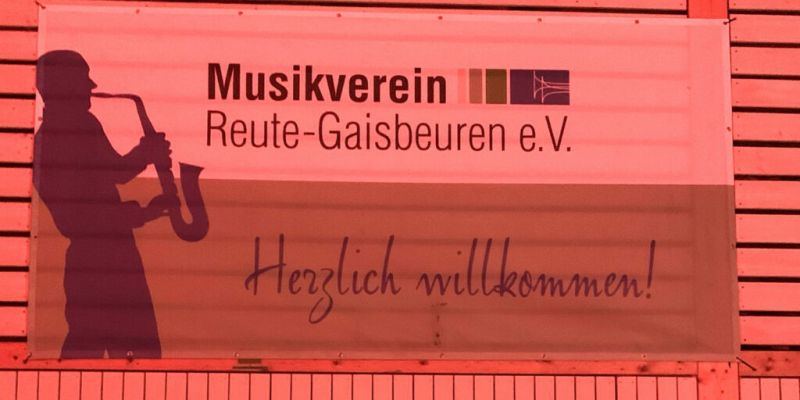 Musikverein
Reute-Gaisbeuren e.V.
Herzlich willkommen!